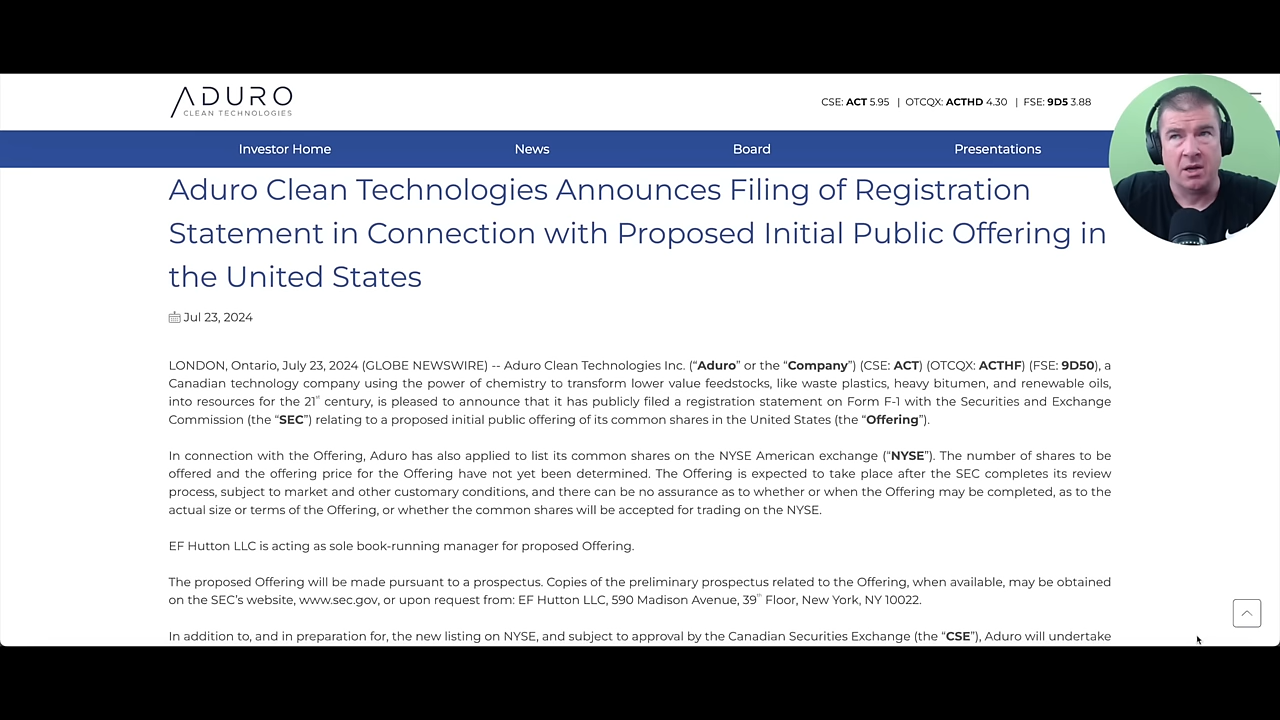 ADURO
CLEAN TECHNOLOGIES
CSE: ACT 5.95 | OTCQX: ACTHD 4.30 | FSE: 9D5 3.88
Investor Home News Board Presentations
Aduro Clean Technologies Announces Filing of Registration
Statement in Connection with Proposed Initial Public Offering in
the United States
Jul 23, 2024
LONDON, Ontario, July 23, 2024 (GLOBE NEWSWIRE) -- Aduro Clean Technologies Inc. (“Aduro” or the “Company”) (CSE: ACT) (OTCQX: ACTHF) (FSE: 9D50), a
Canadian technology company using the power of chemistry to transform lower value feedstocks, like waste plastics, heavy bitumen, and renewable oils,
into resources for the 21st century, is pleased to announce that it has publicly filed a registration statement on Form F-1 with the Securities and Exchange
Commission (the “SEC”) relating to a proposed initial public offering of its common shares in the United States (the “Offering”).
In connection with the Offering, Aduro has also applied to list its common shares on the NYSE American exchange (“NYSE”). The number of shares to be
offered and the offering price for the Offering have not yet been determined. The Offering is expected to take place after the SEC completes its review
process, subject to market and other customary conditions, and there can be no assurance as to whether or when the Offering may be completed, as to the
actual size or terms of the Offering, or whether the common shares will be accepted for trading on the NYSE.
EF Hutton LLC is acting as sole book-running manager for proposed Offering.
The proposed Offering will be made pursuant to a prospectus. Copies of the preliminary prospectus related to the Offering, when available, may be obtained
on the SEC’s website, www.sec.gov, or upon request from: EF Hutton LLC, 590 Madison Avenue, 39th Floor, New York, NY 10022.
In addition to, and in preparation for, the new listing on NYSE, and subject to approval by the Canadian Securities Exchange (the “CSE”), Aduro will undertake